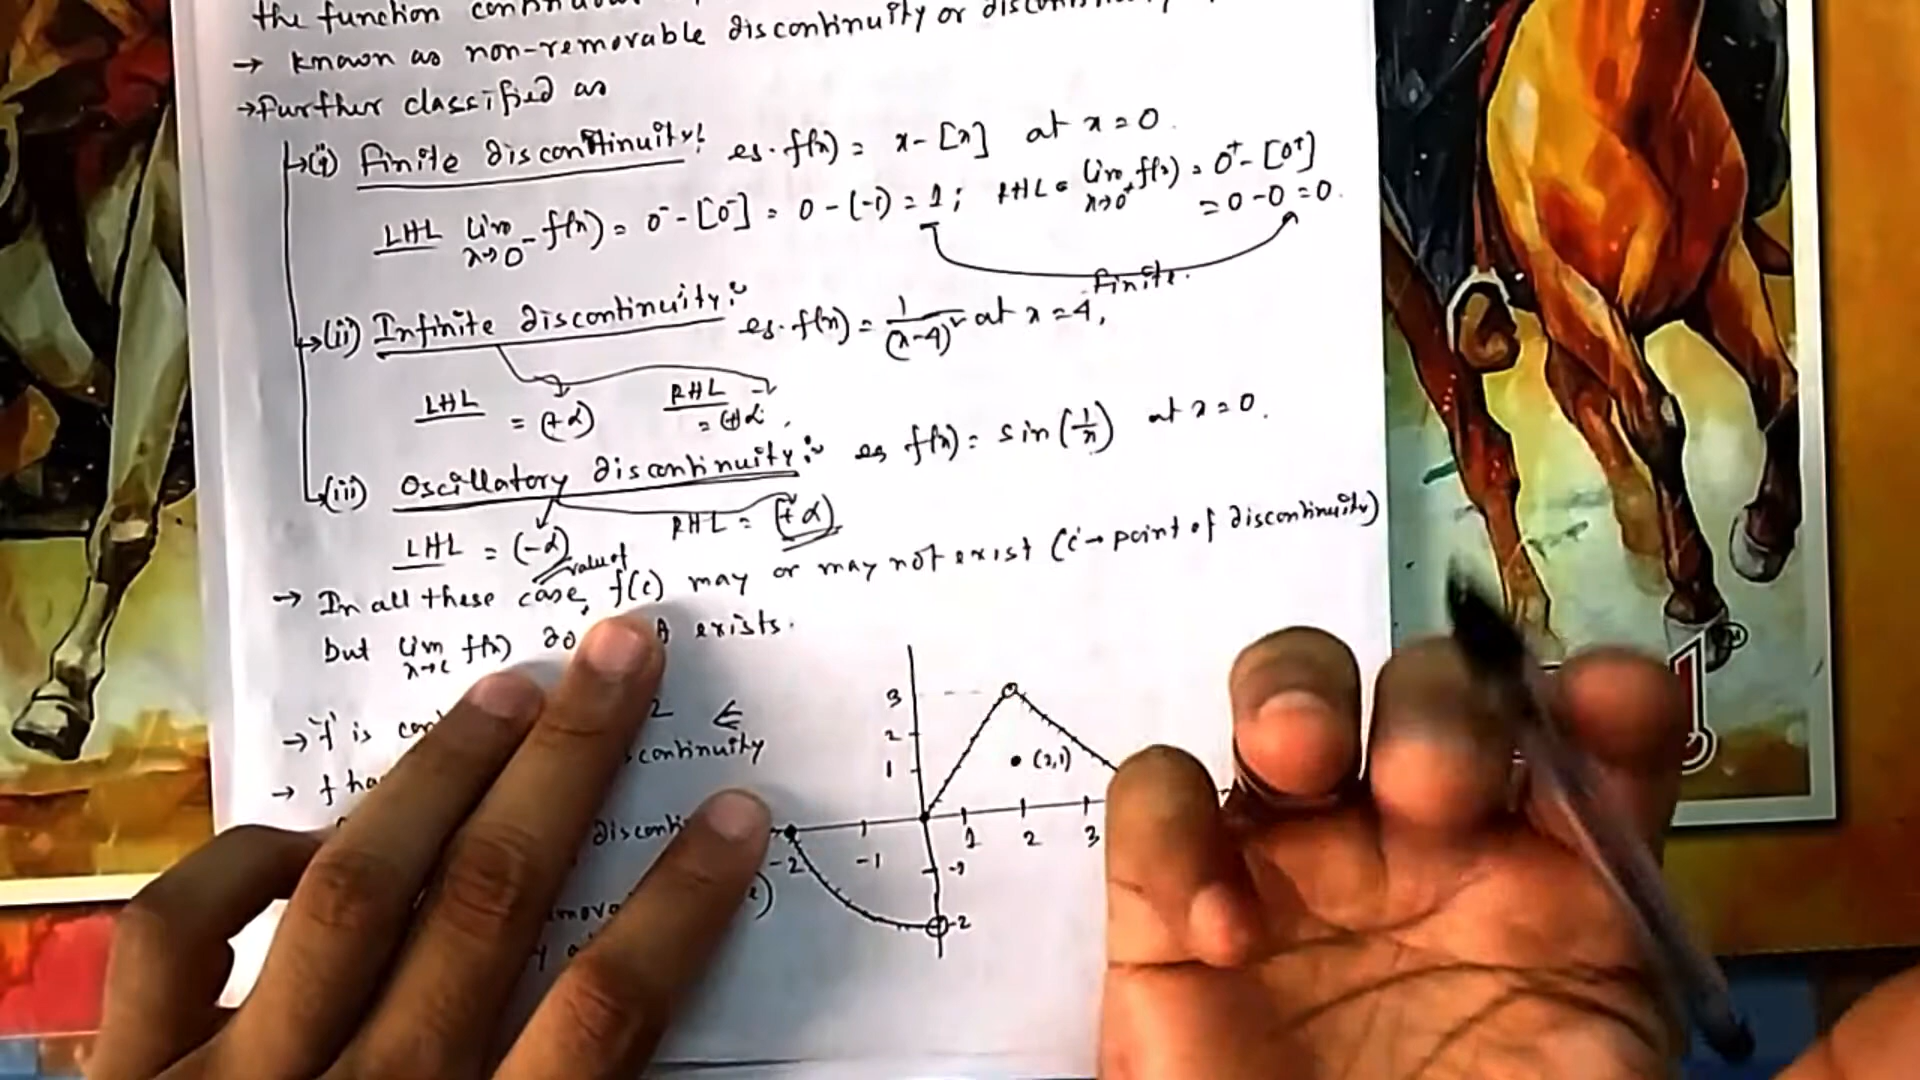 the function
→ known as non-removable discontinuity or
→ Further classified as
→(i) Finite discontinuity: eg. f(x) = x - [x] at x = 0.
LHL lim x→0⁻ f(x) = 0⁻ - [0⁻] = 0 - (-1) = 1; RHL = lim x→0⁺ f(x) = 0⁺ - [0⁺]
= 0 - 0 = 0.
finite.
→(ii) Infinite discontinuity: eg. f(x) = 1/(x-4)² at x = 4,
LHL = (+α) RHL = (+)α.
(iii) Oscillatory discontinuity: eg f(x) = sin(1/x) at x = 0.
LHL = (-α) RHL = (+α)
→ In all these case, value of f(c) may or may not exist (c → point of discontinuity)
but lim x→c f(x) exists.
→ f is 2 ⇐
continuity
→ f ha
3
2
1
(2,1)
-2 -1 1 2 3
-1
-2